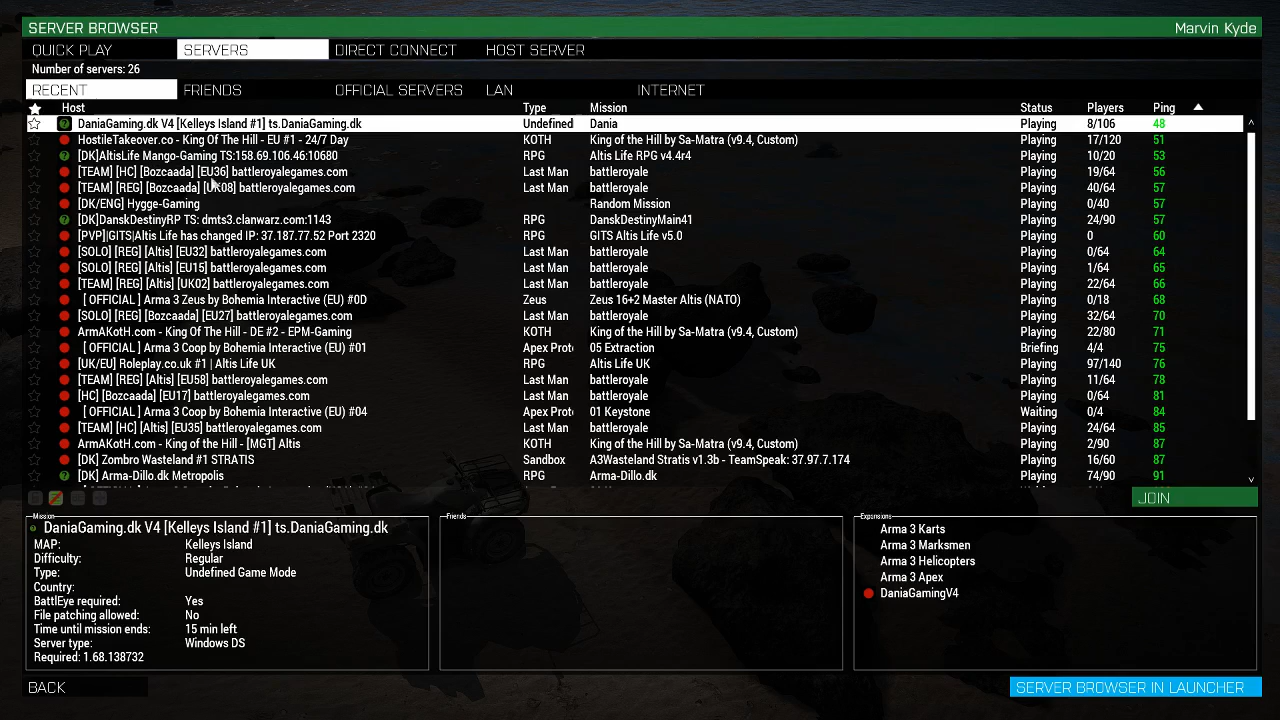 SERVER BROWSER Marvin Kyde
QUICK PLAY SERVERS DIRECT CONNECT HOST SERVER
Number of servers: 26
RECENT FRIENDS OFFICIAL SERVERS LAN INTERNET
Host Type Mission Status Players Ping
DaniaGaming.dk V4 [Kelleys Island #1] ts.DaniaGaming.dk Undefined Dania Playing 8/106 48
HostileTakeover.co - King Of The Hill - EU #1 - 24/7 Day KOTH King of the Hill by Sa-Matra (v9.4, Custom) Playing 17/120 51
[DK]AltisLife Mango-Gaming TS:158.69.106.46:10680 RPG Altis Life RPG v4.4r4 Playing 10/20 53
[TEAM] [HC] [Bozcaada] [EU36] battleroyalegames.com Last Man battleroyale Playing 19/64 56
[TEAM] [REG] [Bozcaada] [UK08] battleroyalegames.com Last Man battleroyale Playing 40/64 57
[DK/ENG] Hygge-Gaming Random Mission Playing 0/40 57
[DK]DanskDestinyRP TS: dmts3.clanwarz.com:1143 RPG DanskDestinyMain41 Playing 24/90 57
[PVP]|GITS|Altis Life has changed IP: 37.187.77.52 Port 2320 RPG GITS Altis Life v5.0 Playing 0 60
[SOLO] [REG] [Altis] [EU32] battleroyalegames.com Last Man battleroyale Playing 0/64 64
[SOLO] [REG] [Altis] [EU15] battleroyalegames.com Last Man battleroyale Playing 1/64 65
[TEAM] [REG] [Altis] [UK02] battleroyalegames.com Last Man battleroyale Playing 22/64 66
[ OFFICIAL ] Arma 3 Zeus by Bohemia Interactive (EU) #0D Zeus Zeus 16+2 Master Altis (NATO) Playing 0/18 68
[SOLO] [REG] [Bozcaada] [EU27] battleroyalegames.com Last Man battleroyale Playing 32/64 70
ArmAKotH.com - King Of The Hill - DE #2 - EPM-Gaming KOTH King of the Hill by Sa-Matra (v9.4, Custom) Playing 22/80 71
[ OFFICIAL ] Arma 3 Coop by Bohemia Interactive (EU) #01 Apex Prot 05 Extraction Briefing 4/4 75
[UK/EU] Roleplay.co.uk #1 | Altis Life RPG Altis Life UK Playing 97/140 76
[TEAM] [REG] [Altis] [EU58] battleroyalegames.com Last Man battleroyale Playing 11/64 78
[HC] [Bozcaada] [EU17] battleroyalegames.com Last Man battleroyale Playing 0/64 81
[ OFFICIAL ] Arma 3 Coop by Bohemia Interactive (EU) #04 Apex Prot 01 Keystone Waiting 0/4 84
[TEAM] [HC] [Altis] [EU35] battleroyalegames.com Last Man battleroyale Playing 24/64 85
ArmAKotH.com - King of the Hill - [MGT] Altis KOTH King of the Hill by Sa-Matra (v9.4, Custom) Playing 2/90 87
[DK] Zombro Wasteland #1 STRATIS Sandbox A3Wasteland Stratis v1.3b - TeamSpeak: 37.97.7.174 Playing 16/60 87
[DK] Arma-Dillo.dk Metropolis RPG Arma-Dillo.dk Playing 74/90 91
JOIN
Mission Friends Expansions
DaniaGaming.dk V4 [Kelleys Island #1] ts.DaniaGaming.dk
MAP: Kelleys Island
Difficulty: Regular
Type: Undefined Game Mode
Country:
BattlEye required: Yes
File patching allowed: No
Time until mission ends: 15 min left
Server type: Windows DS
Required: 1.68.138732
Arma 3 Karts
Arma 3 Marksmen
Arma 3 Helicopters
Arma 3 Apex
DaniaGamingV4
BACK SERVER BROWSER IN LAUNCHER